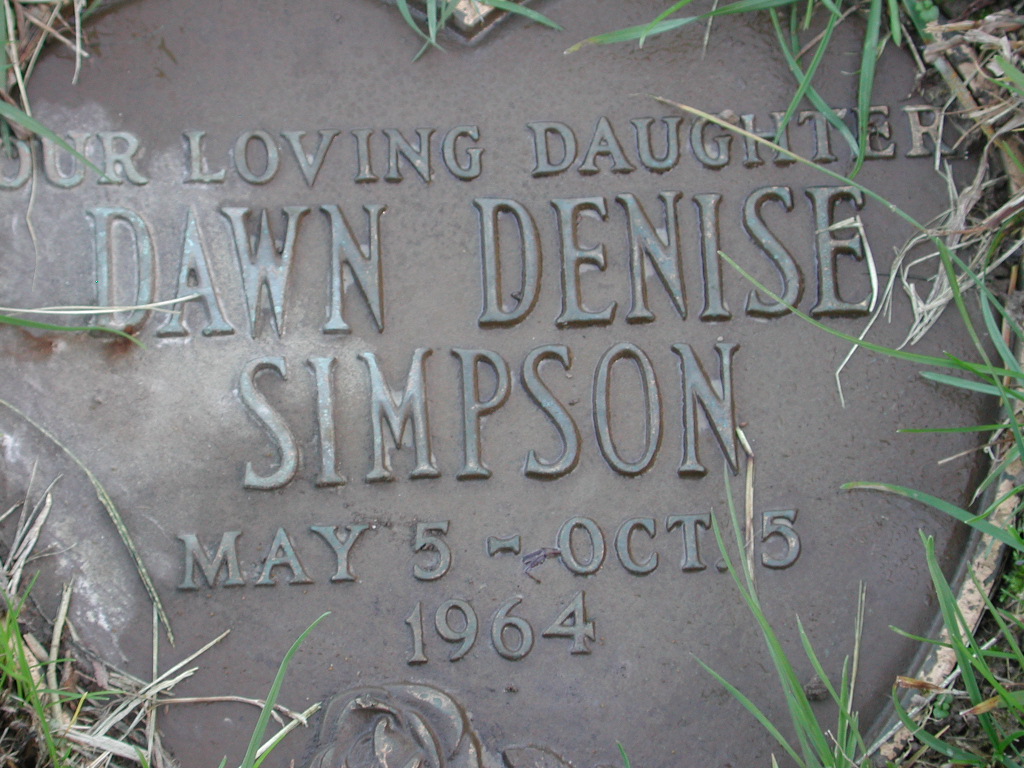 OUR LOVING DAUGHTER
DAWN DENISE
SIMPSON
MAY 5 - OCT. 5
1964